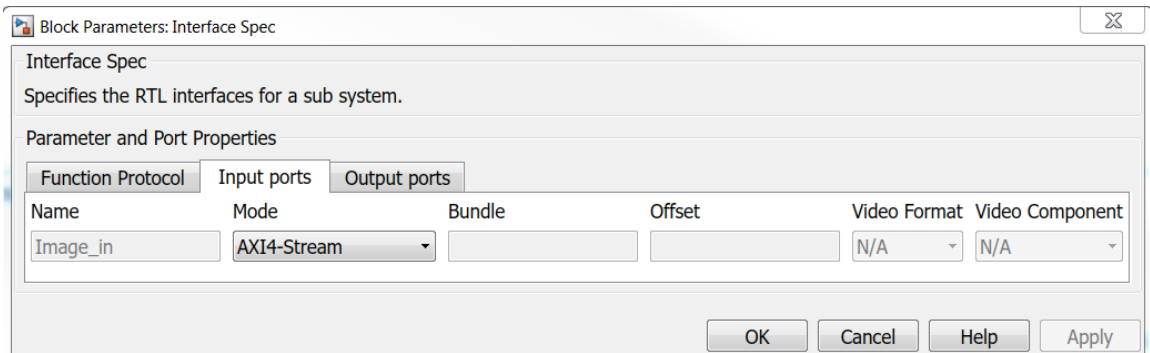 Block Parameters: Interface Spec
Interface Spec
Specifies the RTL interfaces for a sub system.
Parameter and Port Properties
Function Protocol Input ports Output ports
Name Mode Bundle Offset Video Format Video Component
Image_in AXI4-Stream N/A N/A
OK Cancel Help Apply